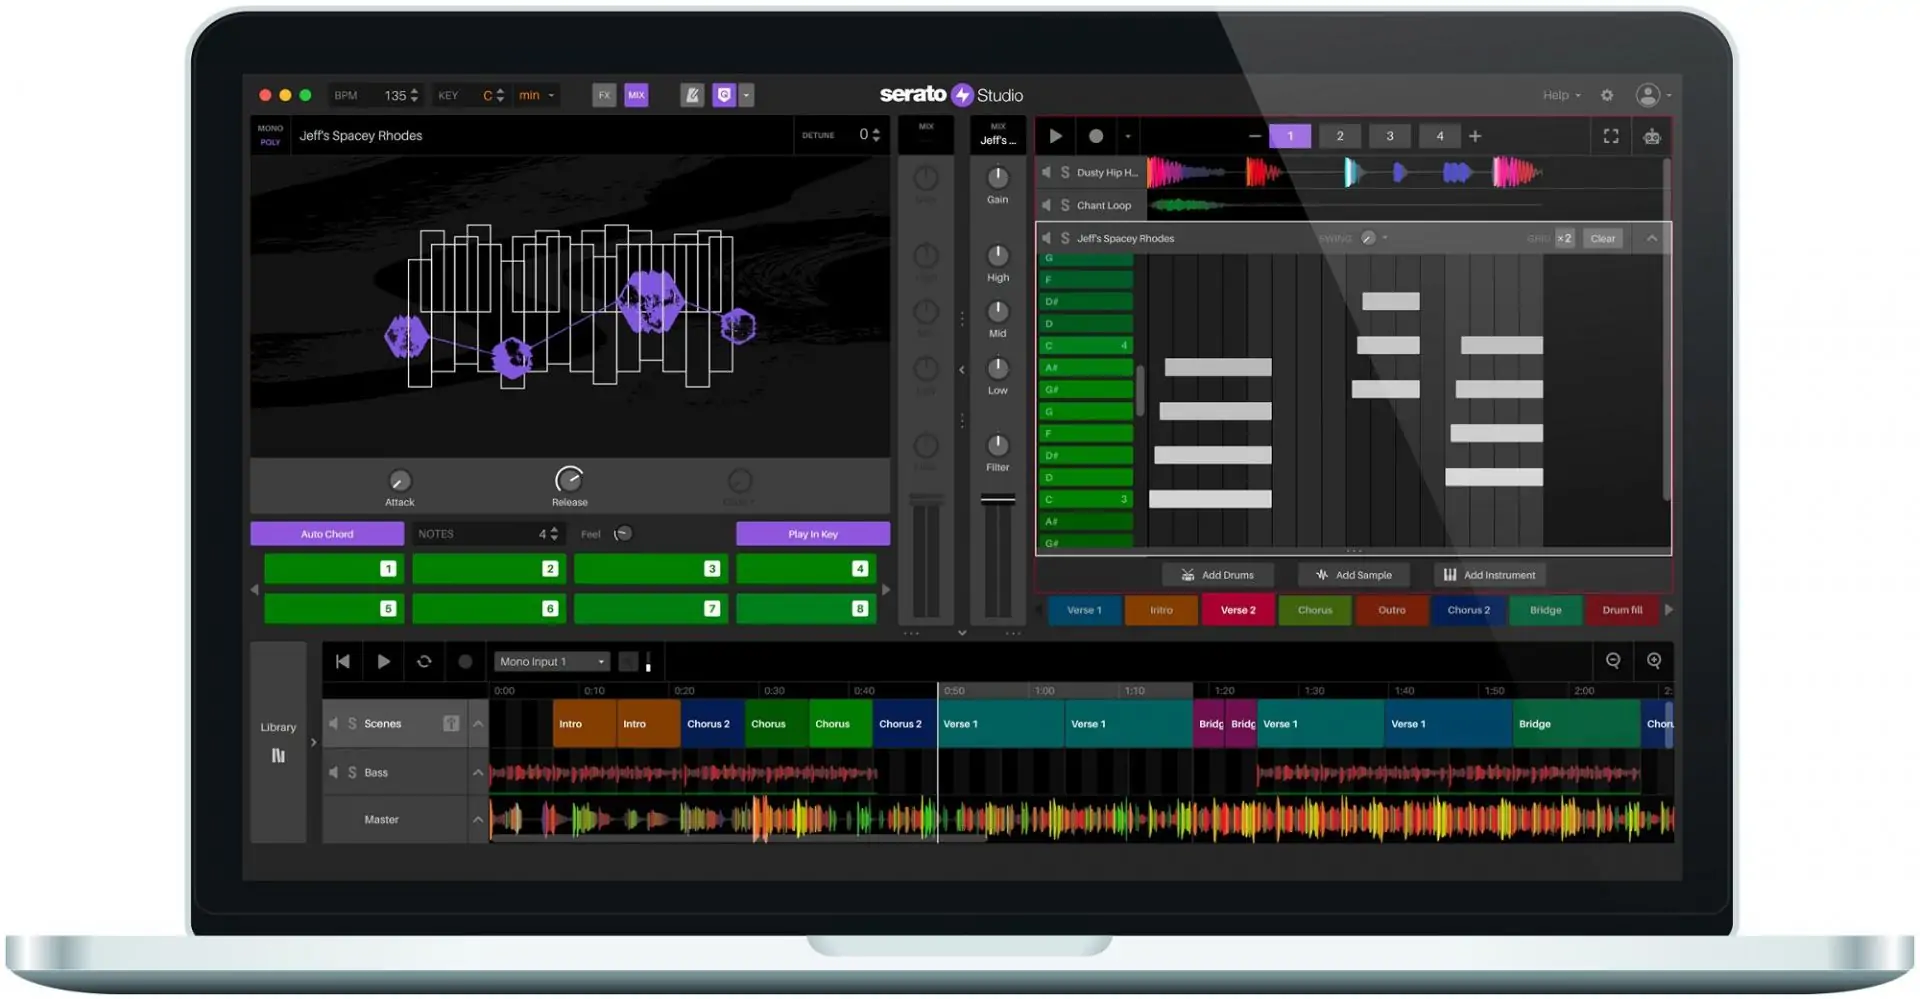 BPM 135 KEY C min FX MIX serato Studio Help
MONO
POLY
Jeff's Spacey Rhodes
DETUNE 0
MIX
MIX
Jeff's ...
Gain
High
Mid
Low
Filter
1 2 3 4
S Dusty Hip H...
S Chant Loop
S Jeff's Spacey Rhodes SWING GRID x2 Clear
G
F
D#
D
C 4
A#
G#
G
F
D#
D
C 3
A#
G#
Attack
Release
Auto Chord NOTES 4 Feel Play In Key
1 2 3 4
5 6 7 8
Add Drums Add Sample Add Instrument
Verse 1 Intro Verse 2 Chorus Outro Chorus 2 Bridge Drum fill
Library
Mono Input 1
0:00 0:10 0:20 0:30 0:40 0:50 1:00 1:10 1:20 1:30 1:40 1:50 2:00 2:
S Scenes
Intro Intro Chorus 2 Chorus Chorus Chorus 2 Verse 1 Verse 1 Bridg Bridg Verse 1 Verse 1 Bridge Choru
S Bass
Master